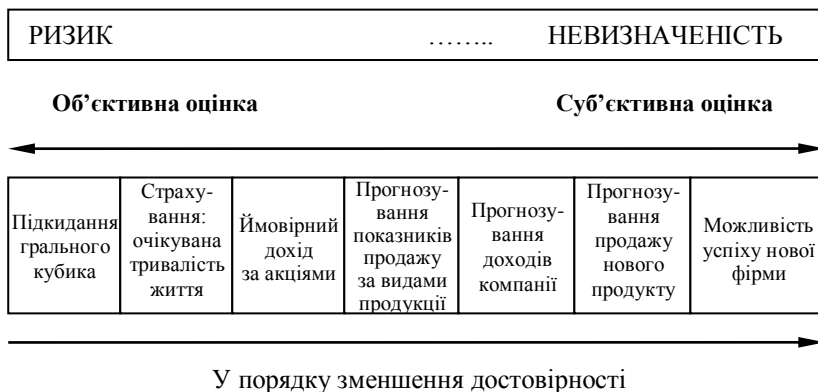 РИЗИК …….. НЕВИЗНАЧЕНІСТЬ
Об’єктивна оцінка Суб’єктивна оцінка
Підкидання
грального
кубика
Страху-
вання:
очікувана
тривалість
життя
Ймовірний
дохід
за акціями
Прогнозу-
вання
показників
продажу
за видами
продукції
Прогнозу-
вання
доходів
компанії
Прогнозу-
вання
продажу
нового
продукту
Можливість
успіху нової
фірми
У порядку зменшення достовірності